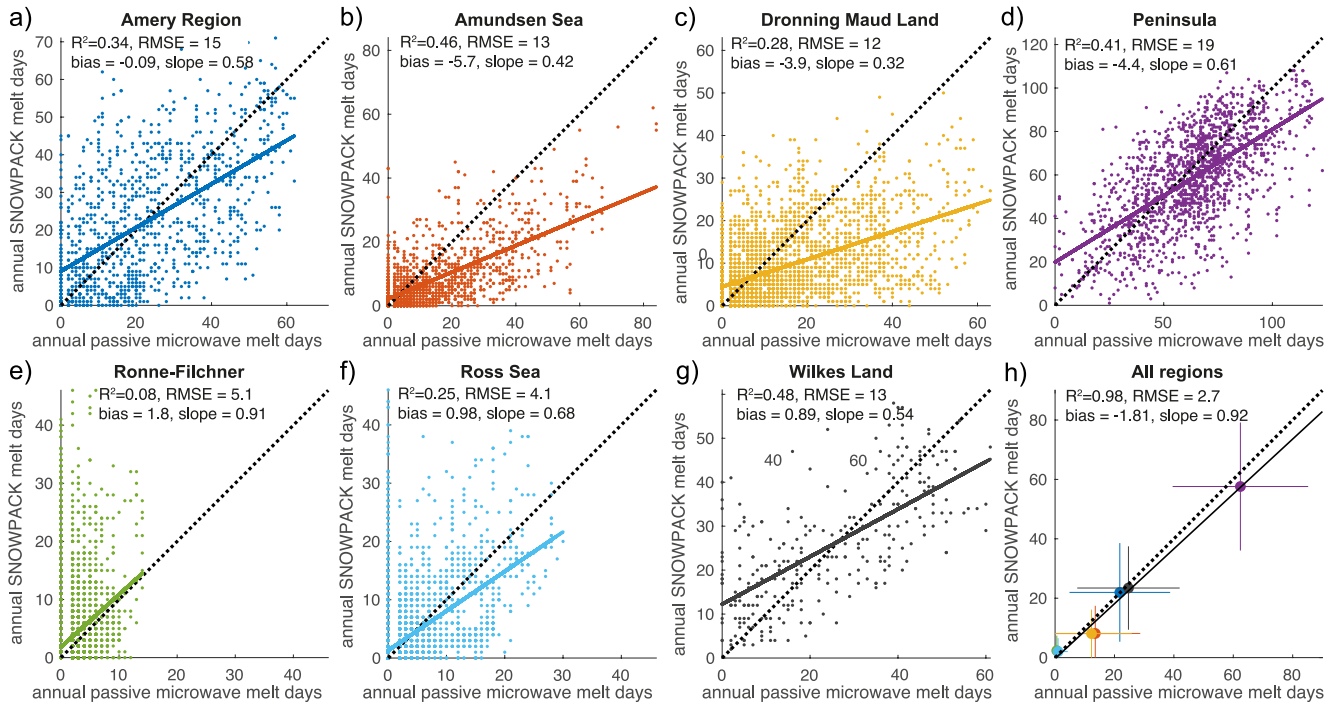 a)
Amery Region
R²=0.34, RMSE = 15
bias = -0.09, slope = 0.58
annual SNOWPACK melt days
70
60
50
40
30
20
10
0
0 20 40 60
annual passive microwave melt days
b)
Amundsen Sea
R²=0.46, RMSE = 13
bias = -5.7, slope = 0.42
annual SNOWPACK melt days
80
60
40
20
0
0 20 40 60 80
annual passive microwave melt days
c)
Dronning Maud Land
R²=0.28, RMSE = 12
bias = -3.9, slope = 0.32
annual SNOWPACK melt days
60
50
40
30
20
10
0
0
0 20 40 60
annual passive microwave melt days
d)
Peninsula
R²=0.41, RMSE = 19
bias = -4.4, slope = 0.61
annual SNOWPACK melt days
120
100
80
60
40
20
0
0 50 100
annual passive microwave melt days
e)
Ronne-Filchner
R²=0.08, RMSE = 5.1
bias = 1.8, slope = 0.91
annual SNOWPACK melt days
40
30
20
10
0
0 10 20 30 40
annual passive microwave melt days
f)
Ross Sea
R²=0.25, RMSE = 4.1
bias = 0.98, slope = 0.68
annual SNOWPACK melt days
40
30
20
10
0
0 10 20 30 40
annual passive microwave melt days
g)
Wilkes Land
R²=0.48, RMSE = 13
bias = 0.89, slope = 0.54
40 60
annual SNOWPACK melt days
50
40
30
20
10
0
0 20 40 60
annual passive microwave melt days
h)
All regions
R²=0.98, RMSE = 2.7
bias = -1.81, slope = 0.92
annual SNOWPACK melt days
80
60
40
20
0
0 20 40 60 80
annual passive microwave melt days